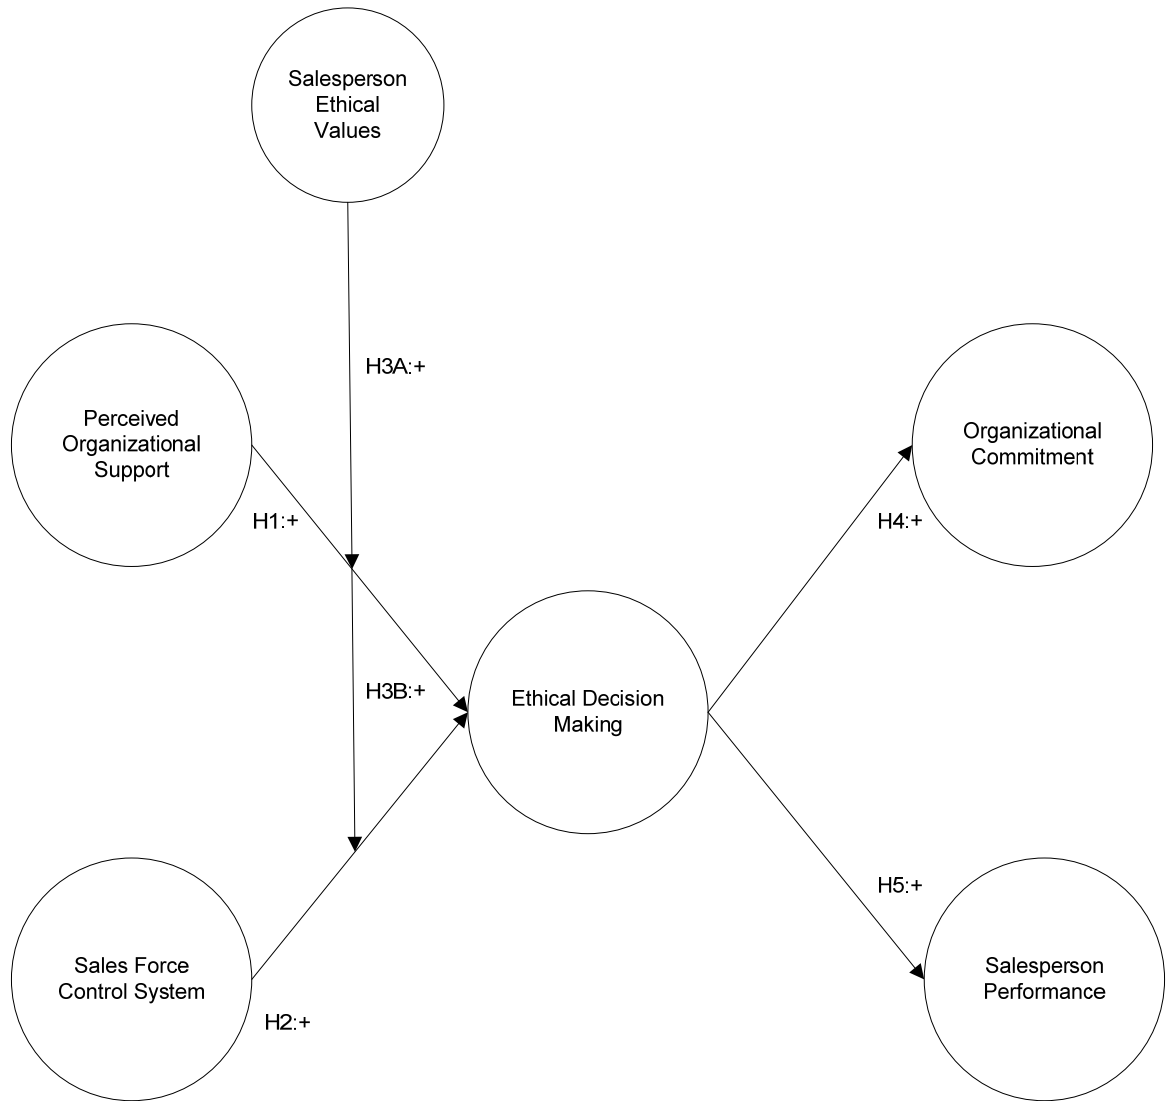 Salesperson
Ethical
Values
H3A:+
Perceived
Organizational
Support
H1:+
Organizational
Commitment
H4:+
H3B:+
Ethical Decision
Making
Sales Force
Control System
H2:+
H5:+
Salesperson
Performance